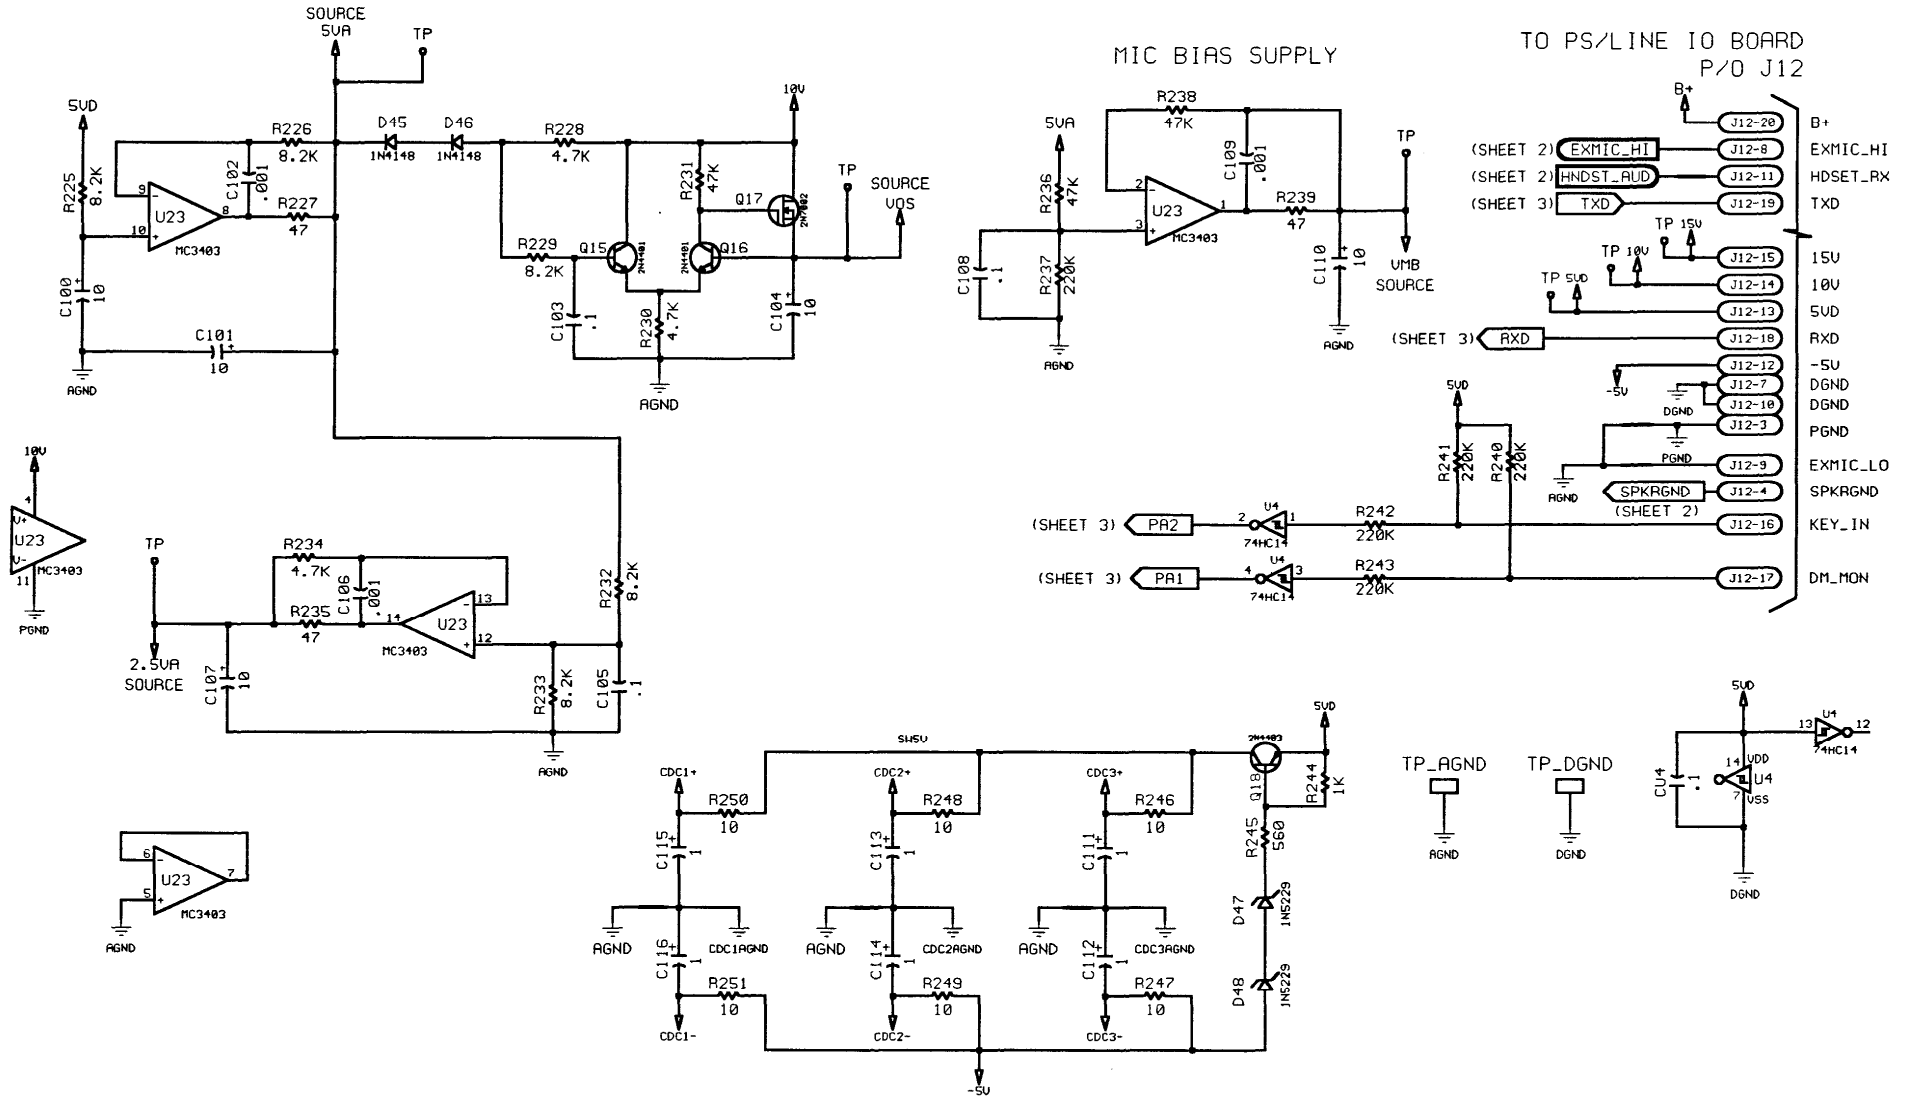 SOURCE
5VA
TP
5VD
R225
8.2K
C100
10
AGND
9
10
8
U23
MC3403
C102
.001
R226
8.2K
R227
47
C101
10
D45
1N4148
D46
1N4148
R228
4.7K
R229
8.2K
C103
.1
Q15
2N4401
R230
4.7K
R231
47K
Q16
2N4401
Q17
2N7002
10V
C104
10
TP
SOURCE
VOS
AGND
MIC BIAS SUPPLY
5VA
R236
47K
R237
220K
C108
.1
AGND
R238
47K
2
3
1
U23
MC3403
C109
.001
R239
47
C110
10
AGND
TP
VMB
SOURCE
TO PS/LINE IO BOARD
P/O J12
B+
J12-20
B+
(SHEET 2)
EXMIC_HI
J12-8
EXMIC_HI
(SHEET 2)
HNDST_AUD
J12-11
HDSET_RX
(SHEET 3)
TXD
J12-19
TXD
TP 15V
J12-15
15V
TP 10V
J12-14
10V
TP 5VD
J12-13
5VD
(SHEET 3)
RXD
J12-18
RXD
-5V
J12-12
-5V
DGND
J12-7
DGND
J12-10
DGND
J12-3
PGND
PGND
AGND
J12-9
EXMIC_LO
SPKRGND
(SHEET 2)
J12-4
SPKRGND
5VD
R241
220K
R240
220K
(SHEET 3)
PA2
2
U4
1
74HC14
R242
220K
J12-16
KEY_IN
(SHEET 3)
PA1
4
U4
3
74HC14
R243
220K
J12-17
DM_MON
10V
4
V+
U23
V-
MC3403
11
PGND
TP
2.5VA
SOURCE
C107
10
R234
4.7K
R235
47
C106
.001
14
13
12
U23
MC3403
R232
8.2K
R233
8.2K
C105
.1
AGND
6
5
7
U23
MC3403
AGND
SW5V
CDC1+
R250
10
C115
1
AGND
CDC1AGND
C116
1
R251
10
CDC1-
CDC2+
R248
10
C113
1
AGND
CDC2AGND
C114
1
R249
10
CDC2-
-5V
CDC3+
R246
10
C111
1
AGND
CDC3AGND
C112
1
R247
10
CDC3-
2N4403
Q18
5VD
R244
1K
R245
560
D47
1N5229
D48
1N5229
TP_AGND
AGND
TP_DGND
DGND
5VD
CU4
.1
14
VDD
U4
7
VSS
DGND
13
U4
12
74HC14